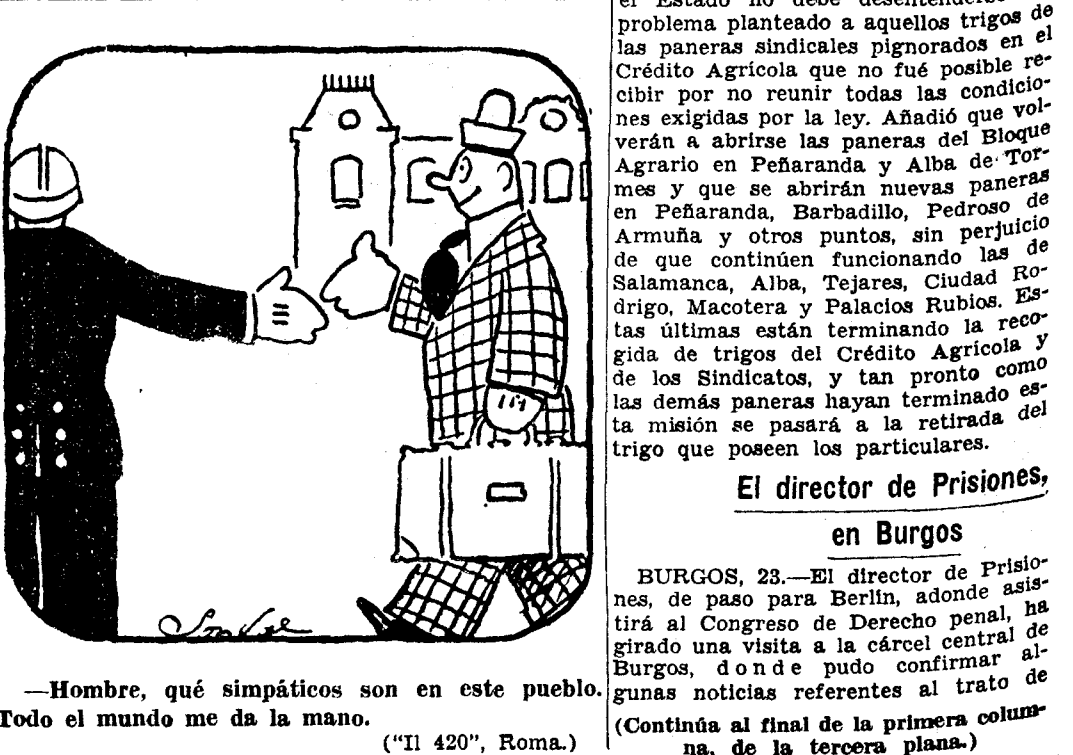 —Hombre, qué simpáticos son en este pueblo.
Todo el mundo me da la mano.
("Il 420", Roma.)
problema planteado a aquellos trigos de
las paneras sindicales pignorados en el
Crédito Agrícola que no fué posible re-
cibir por no reunir todas las condicio-
nes exigidas por la ley. Añadió que vol-
verán a abrirse las paneras del Bloque
Agrario en Peñaranda y Alba de Tor-
mes y que se abrirán nuevas paneras
en Peñaranda, Barbadillo, Pedroso de
Armuña y otros puntos, sin perjuicio
de que continúen funcionando las de
Salamanca, Alba, Tejares, Ciudad Ro-
drigo, Macotera y Palacios Rubios. Es-
tas últimas están terminando la reco-
gida de trigos del Crédito Agrícola y
de los Sindicatos, y tan pronto como
las demás paneras hayan terminado es-
ta misión se pasará a la retirada del
trigo que poseen los particulares.
El director de Prisiones,
en Burgos
BURGOS, 23.—El director de Prisio-
nes, de paso para Berlín, adonde asis-
tirá al Congreso de Derecho penal, ha
girado una visita a la cárcel central de
Burgos, donde pudo confirmar al-
gunas noticias referentes al trato de
(Continúa al final de la primera colum-
na, de la tercera plana.)